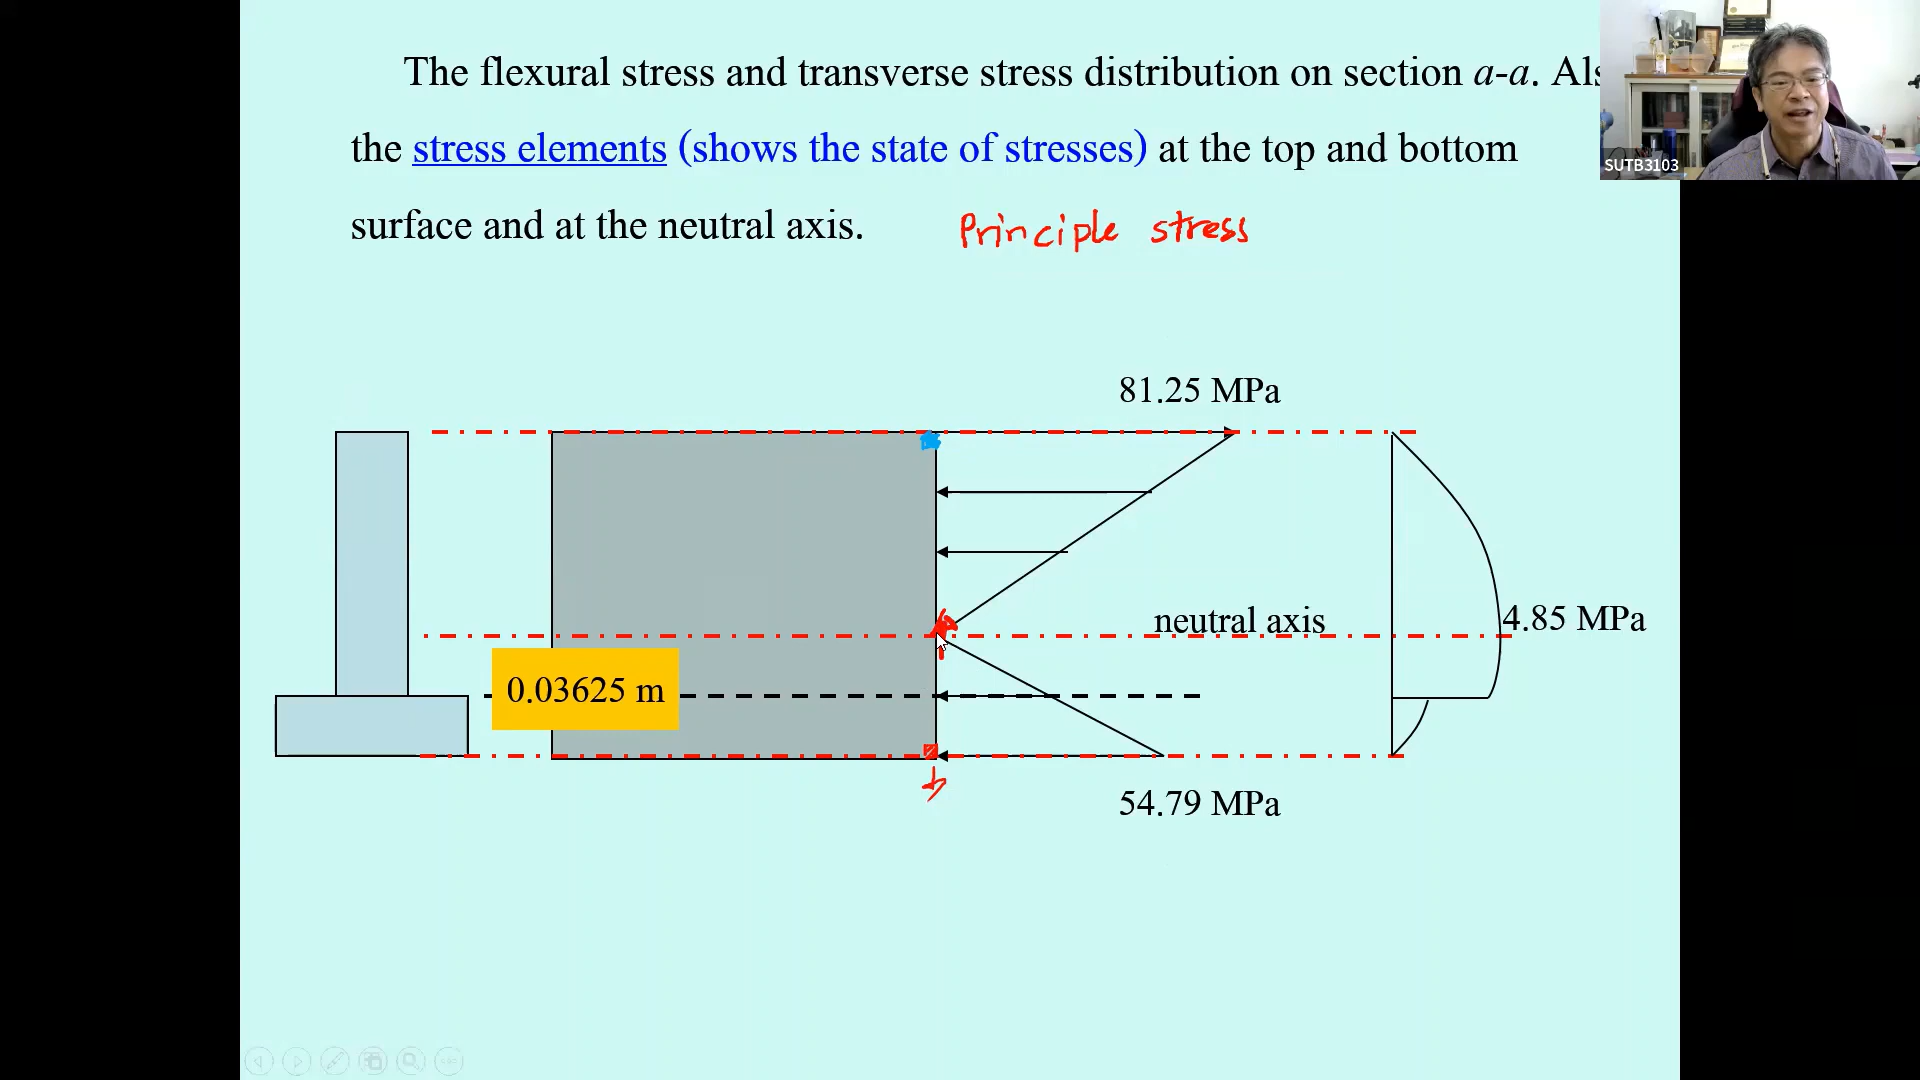 The flexural stress and transverse stress distribution on section a-a. Als
the stress elements (shows the state of stresses) at the top and bottom
surface and at the neutral axis.
Principle stress
SUTB3103
81.25 MPa
neutral axis
4.85 MPa
0.03625 m
54.79 MPa